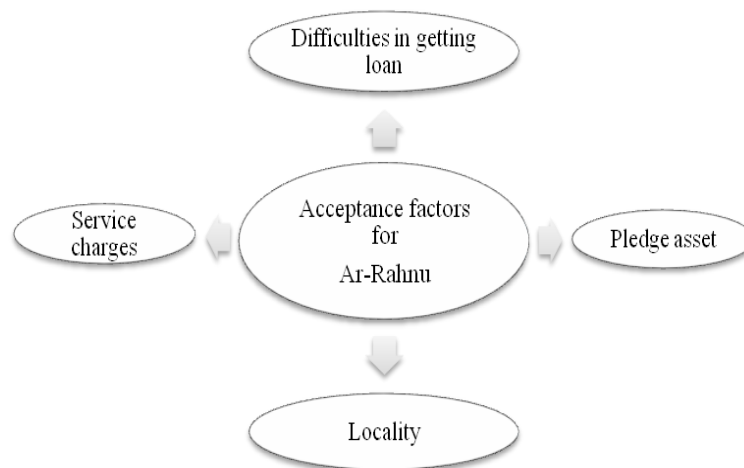 Difficulties in getting
loan
Acceptance factors
for
Ar-Rahnu
Service
charges
Pledge asset
Locality